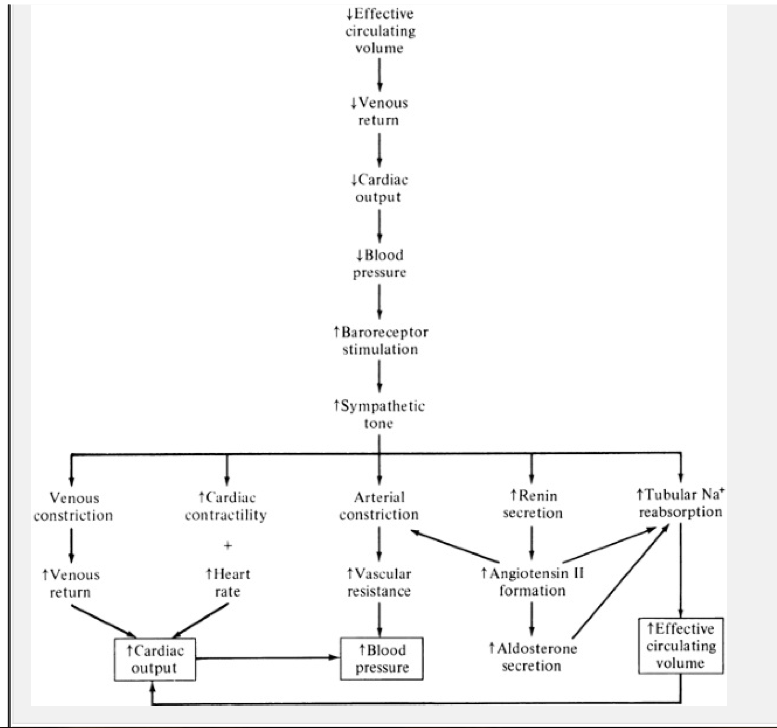 ↓Effective
circulating
volume
↓Venous
return
↓Cardiac
output
↓Blood
pressure
↑Baroreceptor
stimulation
↑Sympathetic
tone
Venous
constriction
↑Cardiac
contractility
+
↑Heart
rate
Arterial
constriction
↑Renin
secretion
↑Tubular Na⁺
reabsorption
↑Venous
return
↑Vascular
resistance
↑Angiotensin II
formation
↑Cardiac
output
↑Blood
pressure
↑Aldosterone
secretion
↑Effective
circulating
volume